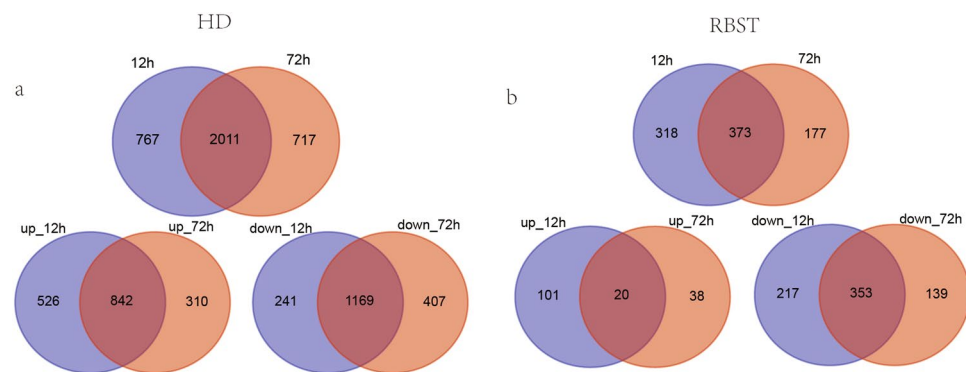 HD
RBST
a
12h
72h
767
2011
717
up_12h
up_72h
526
842
310
down_12h
down_72h
241
1169
407
b
12h
72h
318
373
177
up_12h
up_72h
101
20
38
down_12h
down_72h
217
353
139